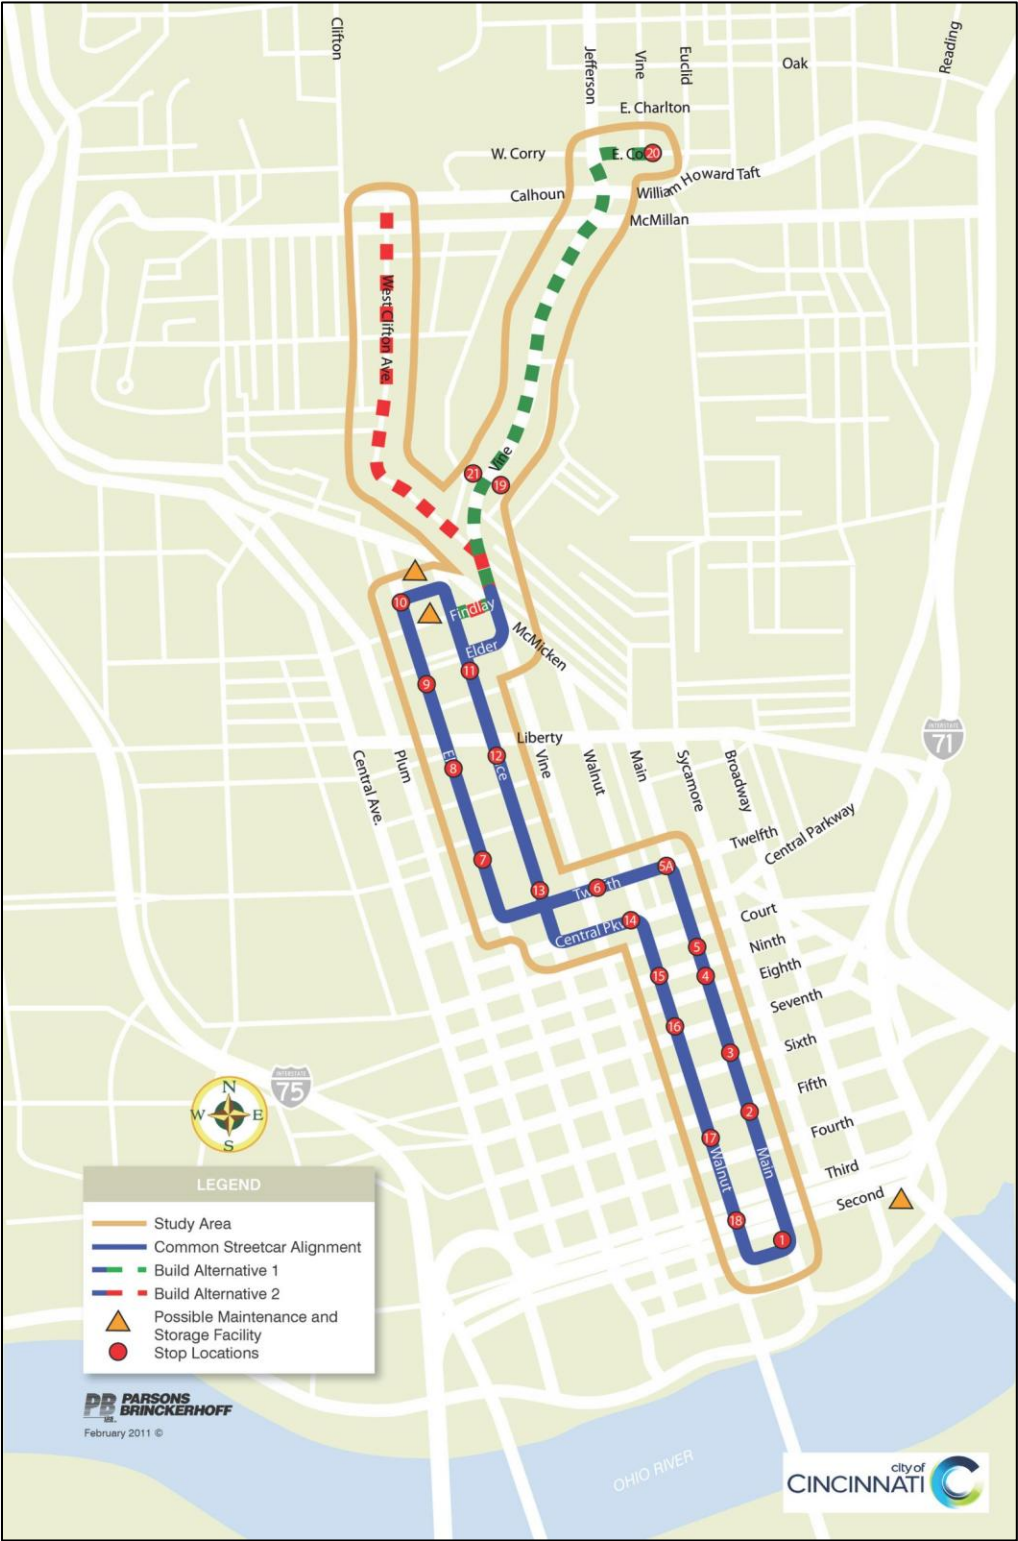 Clifton
Jefferson
Vine
Euclid
Oak
Reading
E. Charlton
W. Corry
E. Co
20
William Howard Taft
Calhoun
McMillan
West Clifton Ave.
Vine
21
19
10
Findlay
McMicken
Elder
11
9
INTERSTATE
71
Liberty
12
8
Central Ave.
Plum
Vine
Walnut
Main
Sycamore
Broadway
Twelfth
Central Parkway
7
5A
13
Twelfth
6
Court
14
Central Pkwy
Ninth
5
Eighth
15
4
Seventh
16
Sixth
3
INTERSTATE
75
Fifth
N
W
E
S
2
Fourth
17
Main
Walnut
Third
Second
18
1
LEGEND
Study Area
Common Streetcar Alignment
Build Alternative 1
Build Alternative 2
Possible Maintenance and
Storage Facility
Stop Locations
PB PARSONS
BRINCKERHOFF
February 2011 ©
OHIO RIVER
city of
CINCINNATI